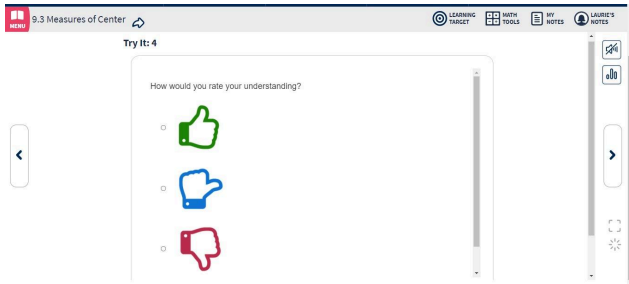 MENU
9.3 Measures of Center
LEARNING
TARGET
MATH
TOOLS
MY
NOTES
LAURIE'S
NOTES
Try It: 4
How would you rate your understanding?